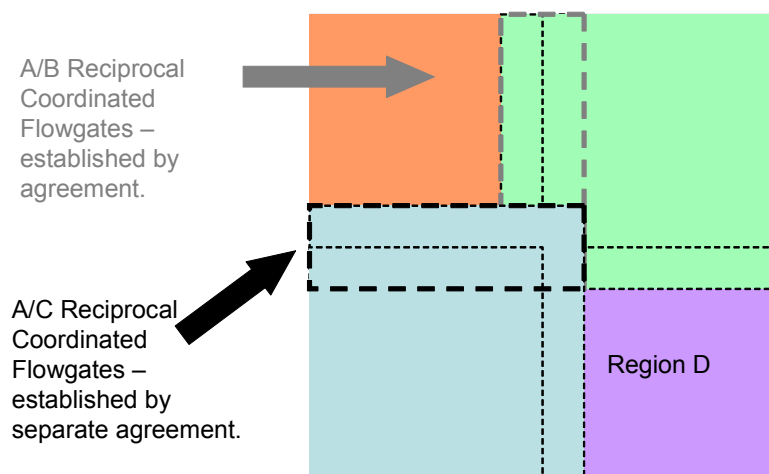 A/B Reciprocal
Coordinated
Flowgates –
established by
agreement.
A/C Reciprocal
Coordinated
Flowgates –
established by
separate agreement.
Region D